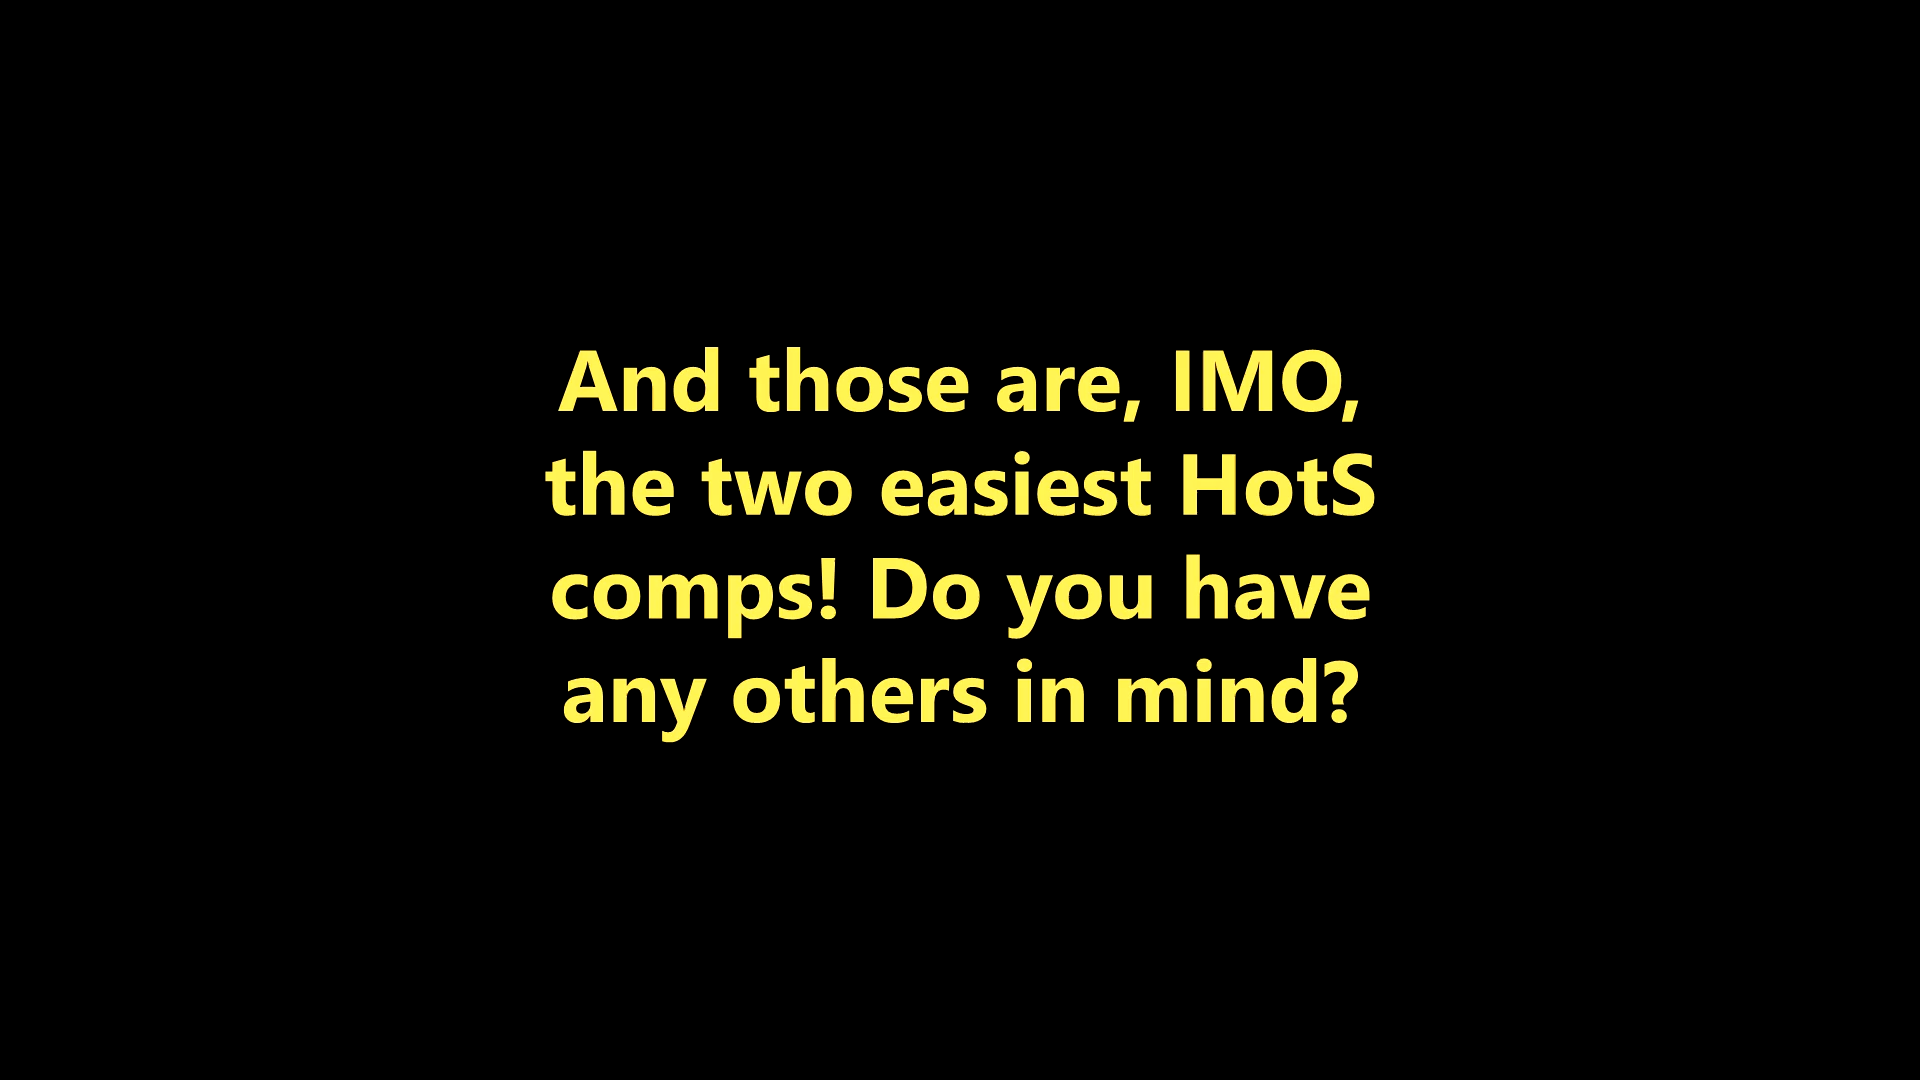 And those are, IMO,
the two easiest HotS
comps! Do you have
any others in mind?